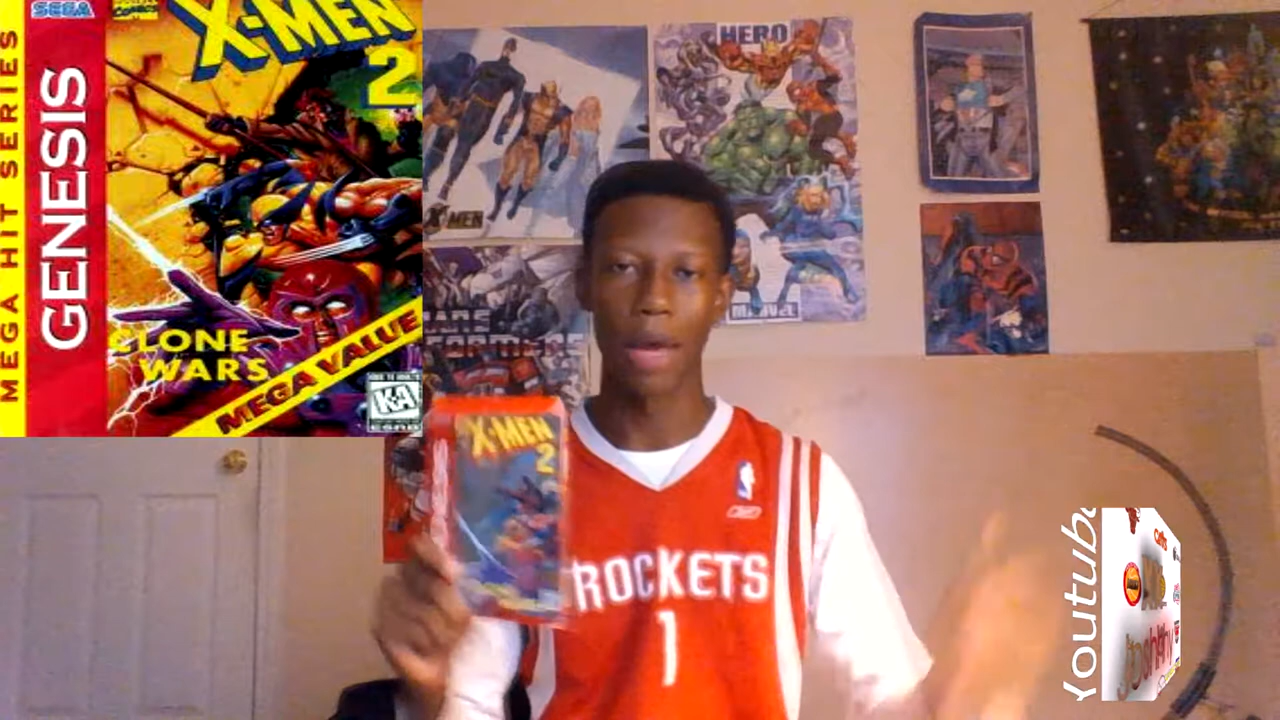 SEGA
X-MEN
2
MEGA HIT SERIES
GENESIS
CLONE
WARS
MEGA VALUE
K-A
HERO
X-MEN
MARVEL
X-MEN
2
ROCKETS
1
Youtube